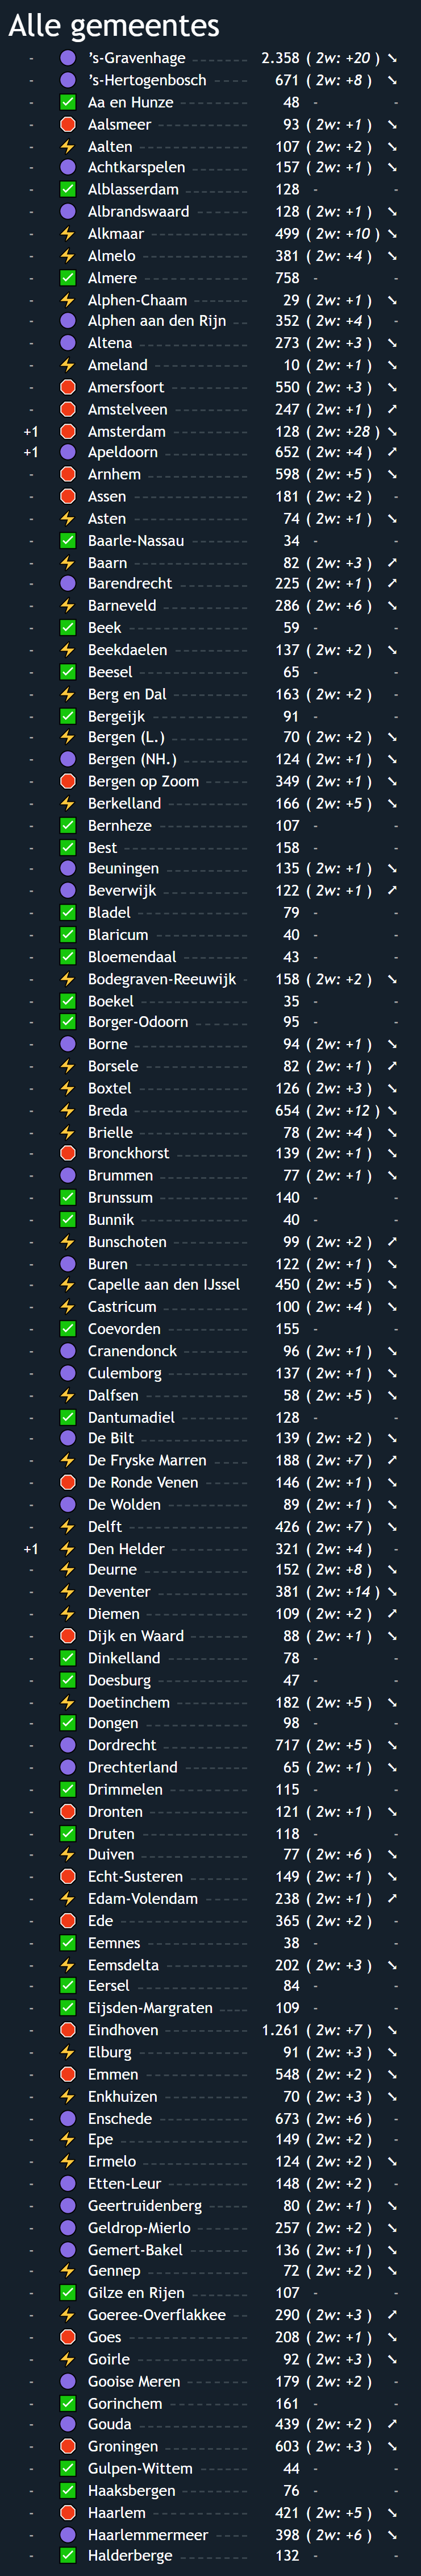 Alle gemeentes
- ’s-Gravenhage 2.358 ( 2w: +20 ) ➘
- ’s-Hertogenbosch 671 ( 2w: +8 ) ➘
- ✅ Aa en Hunze 48 - -
- Aalsmeer 93 ( 2w: +1 ) ➘
- ⚡ Aalten 107 ( 2w: +2 ) ➘
- Achtkarspelen 157 ( 2w: +1 ) ➘
- ✅ Alblasserdam 128 - -
- Albrandswaard 128 ( 2w: +1 ) ➘
- ⚡ Alkmaar 499 ( 2w: +10 ) ➘
- ⚡ Almelo 381 ( 2w: +4 ) ➘
- ✅ Almere 758 - -
- ⚡ Alphen-Chaam 29 ( 2w: +1 ) ➘
- Alphen aan den Rijn 352 ( 2w: +4 ) -
- Altena 273 ( 2w: +3 ) ➘
- ⚡ Ameland 10 ( 2w: +1 ) ➘
- Amersfoort 550 ( 2w: +3 ) ➘
- Amstelveen 247 ( 2w: +1 ) ➚
+1 Amsterdam 128 ( 2w: +28 ) ➘
+1 Apeldoorn 652 ( 2w: +4 ) ➚
- Arnhem 598 ( 2w: +5 ) ➘
- Assen 181 ( 2w: +2 ) -
- ⚡ Asten 74 ( 2w: +1 ) ➘
- ✅ Baarle-Nassau 34 - -
- ⚡ Baarn 82 ( 2w: +3 ) ➚
- Barendrecht 225 ( 2w: +1 ) ➚
- ⚡ Barneveld 286 ( 2w: +6 ) ➘
- ✅ Beek 59 - -
- ⚡ Beekdaelen 137 ( 2w: +2 ) ➘
- ✅ Beesel 65 - -
- ⚡ Berg en Dal 163 ( 2w: +2 ) -
- ✅ Bergeijk 91 - -
- ⚡ Bergen (L.) 70 ( 2w: +2 ) ➘
- Bergen (NH.) 124 ( 2w: +1 ) ➘
- Bergen op Zoom 349 ( 2w: +1 ) ➘
- ⚡ Berkelland 166 ( 2w: +5 ) ➘
- ✅ Bernheze 107 - -
- ✅ Best 158 - -
- Beuningen 135 ( 2w: +1 ) ➘
- Beverwijk 122 ( 2w: +1 ) ➚
- ✅ Bladel 79 - -
- ✅ Blaricum 40 - -
- ✅ Bloemendaal 43 - -
- ⚡ Bodegraven-Reeuwijk 158 ( 2w: +2 ) ➘
- ✅ Boekel 35 - -
- ✅ Borger-Odoorn 95 - -
- Borne 94 ( 2w: +1 ) ➘
- ⚡ Borsele 82 ( 2w: +1 ) ➚
- ⚡ Boxtel 126 ( 2w: +3 ) ➘
- ⚡ Breda 654 ( 2w: +12 ) ➘
- ⚡ Brielle 78 ( 2w: +4 ) ➘
- Bronckhorst 139 ( 2w: +1 ) ➘
- Brummen 77 ( 2w: +1 ) ➘
- ✅ Brunssum 140 - -
- ✅ Bunnik 40 - -
- ⚡ Bunschoten 99 ( 2w: +2 ) ➚
- Buren 122 ( 2w: +1 ) ➘
- ⚡ Capelle aan den IJssel 450 ( 2w: +5 ) ➘
- ⚡ Castricum 100 ( 2w: +4 ) ➘
- ✅ Coevorden 155 - -
- Cranendonck 96 ( 2w: +1 ) ➘
- Culemborg 137 ( 2w: +1 ) ➘
- ⚡ Dalfsen 58 ( 2w: +5 ) ➘
- ✅ Dantumadiel 128 - -
- De Bilt 139 ( 2w: +2 ) ➘
- ⚡ De Fryske Marren 188 ( 2w: +7 ) ➚
- De Ronde Venen 146 ( 2w: +1 ) ➘
- De Wolden 89 ( 2w: +1 ) ➘
- ⚡ Delft 426 ( 2w: +7 ) ➘
+1 ⚡ Den Helder 321 ( 2w: +4 ) -
- ⚡ Deurne 152 ( 2w: +8 ) ➘
- ⚡ Deventer 381 ( 2w: +14 ) ➘
- ⚡ Diemen 109 ( 2w: +2 ) ➚
- Dijk en Waard 88 ( 2w: +1 ) ➘
- ✅ Dinkelland 78 - -
- ✅ Doesburg 47 - -
- ⚡ Doetinchem 182 ( 2w: +5 ) ➘
- ✅ Dongen 98 - -
- Dordrecht 717 ( 2w: +5 ) ➘
- Drechterland 65 ( 2w: +1 ) ➘
- ✅ Drimmelen 115 - -
- Dronten 121 ( 2w: +1 ) ➘
- ✅ Druten 118 - -
- ⚡ Duiven 77 ( 2w: +6 ) ➘
- Echt-Susteren 149 ( 2w: +1 ) ➘
- ⚡ Edam-Volendam 238 ( 2w: +1 ) ➚
- Ede 365 ( 2w: +2 ) -
- ✅ Eemnes 38 - -
- ⚡ Eemsdelta 202 ( 2w: +3 ) ➘
- ✅ Eersel 84 - -
- ✅ Eijsden-Margraten 109 - -
- Eindhoven 1.261 ( 2w: +7 ) ➘
- ⚡ Elburg 91 ( 2w: +3 ) ➘
- Emmen 548 ( 2w: +2 ) ➘
- ⚡ Enkhuizen 70 ( 2w: +3 ) ➘
- Enschede 673 ( 2w: +6 ) -
- ⚡ Epe 149 ( 2w: +2 ) -
- ⚡ Ermelo 124 ( 2w: +2 ) ➘
- Etten-Leur 148 ( 2w: +2 ) -
- Geertruidenberg 80 ( 2w: +1 ) ➘
- Geldrop-Mierlo 257 ( 2w: +2 ) ➘
- Gemert-Bakel 136 ( 2w: +1 ) ➘
- ⚡ Gennep 72 ( 2w: +2 ) ➘
- ✅ Gilze en Rijen 107 - -
- ⚡ Goeree-Overflakkee 290 ( 2w: +3 ) ➚
- Goes 208 ( 2w: +1 ) ➘
- ⚡ Goirle 92 ( 2w: +3 ) ➘
- Gooise Meren 179 ( 2w: +2 ) -
- ✅ Gorinchem 161 - -
- Gouda 439 ( 2w: +2 ) ➚
- Groningen 603 ( 2w: +3 ) ➘
- ✅ Gulpen-Wittem 44 - -
- ✅ Haaksbergen 76 - -
- Haarlem 421 ( 2w: +5 ) ➘
- Haarlemmermeer 398 ( 2w: +6 ) ➘
- ✅ Halderberge 132 - -